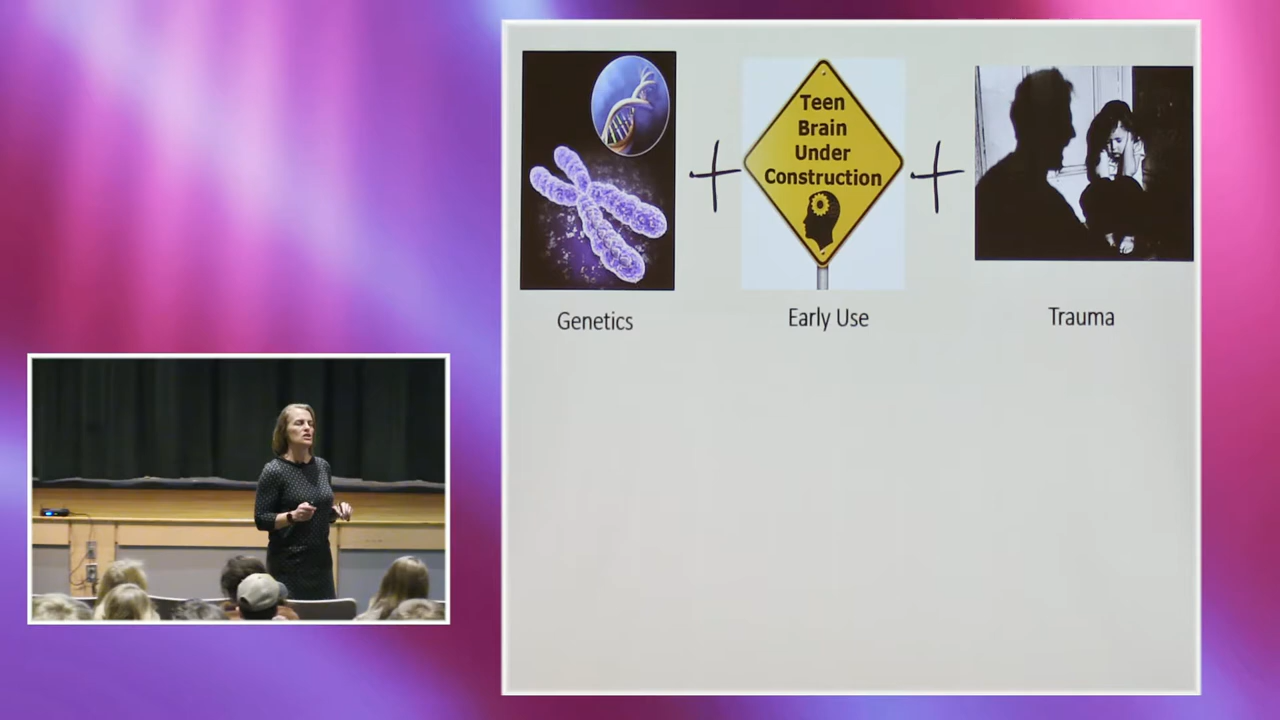 Teen
Brain
Under
Construction
Genetics
Early Use
Trauma